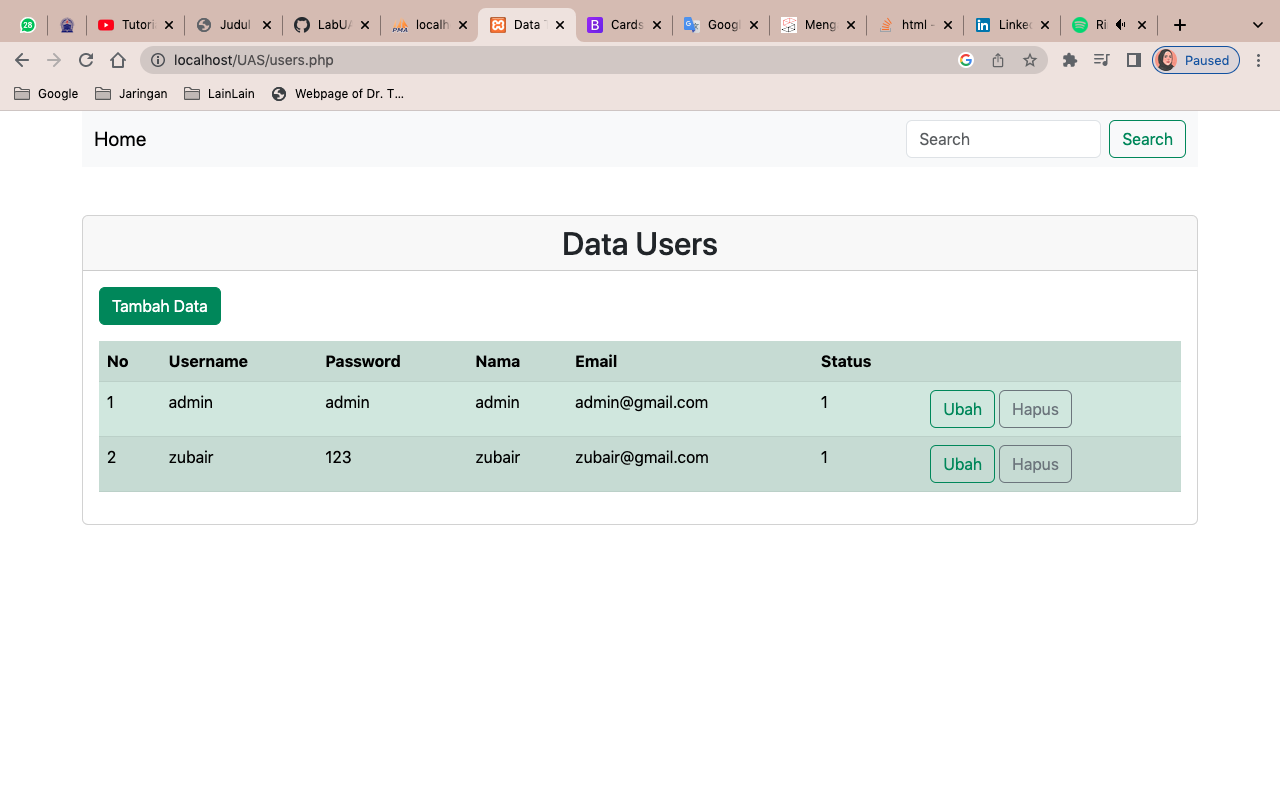 28 Tutori Judul LabUA localh Data T Cards Googl Meng html - Linked Ri
localhost/UAS/users.php Paused
Google Jaringan LainLain Webpage of Dr. T...
Home Search Search
Data Users
Tambah Data
No Username Password Nama Email Status
1 admin admin admin admin@gmail.com 1 Ubah Hapus
2 zubair 123 zubair zubair@gmail.com 1 Ubah Hapus